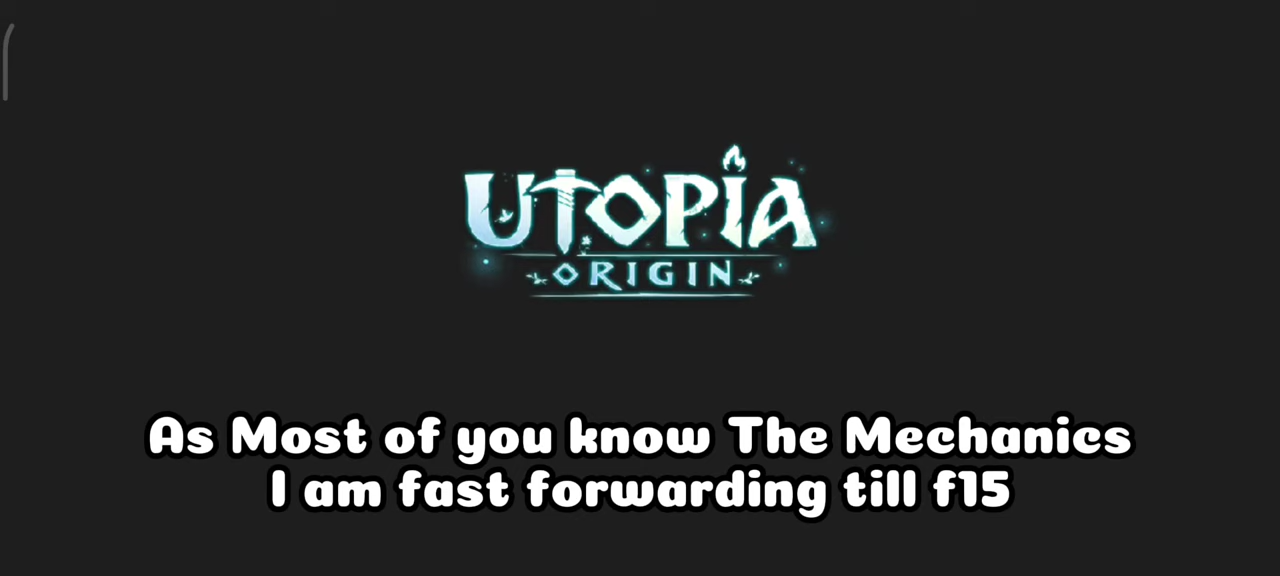 UTOPIA
ORIGIN
As Most of you know The Mechanics
I am fast forwarding till f15